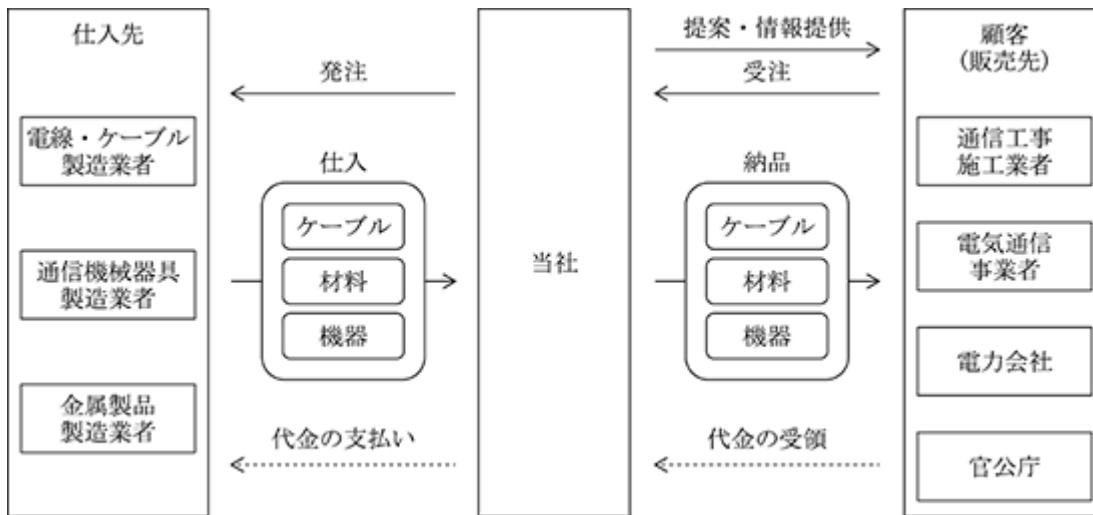 仕入先
電線・ケーブル
製造業者
通信機械器具
製造業者
金属製品
製造業者
発注
仕入
ケーブル
材料
機器
代金の支払い
当社
提案・情報提供
受注
納品
ケーブル
材料
機器
代金の受領
顧客
(販売先)
通信工事
施工業者
電気通信
事業者
電力会社
官公庁